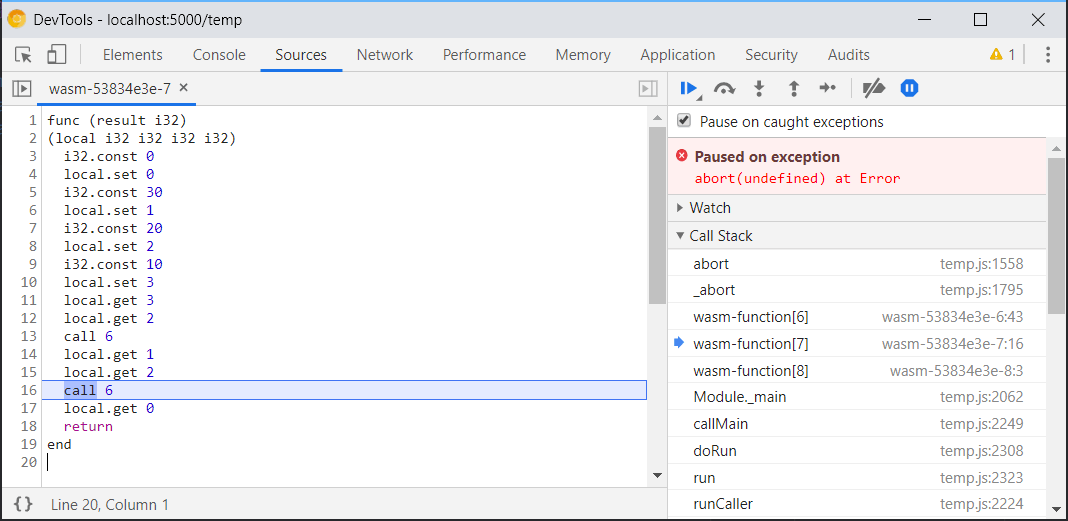 DevTools - localhost:5000/temp
Elements Console Sources Network Performance Memory Application Security Audits 1
wasm-53834e3e-7 ×
1 func (result i32)
2 (local i32 i32 i32 i32)
3 i32.const 0
4 local.set 0
5 i32.const 30
6 local.set 1
7 i32.const 20
8 local.set 2
9 i32.const 10
10 local.set 3
11 local.get 3
12 local.get 2
13 call 6
14 local.get 1
15 local.get 2
16 call 6
17 local.get 0
18 return
19 end
20
{} Line 20, Column 1
Pause on caught exceptions
Paused on exception
abort(undefined) at Error
Watch
Call Stack
abort temp.js:1558
_abort temp.js:1795
wasm-function[6] wasm-53834e3e-6:43
wasm-function[7] wasm-53834e3e-7:16
wasm-function[8] wasm-53834e3e-8:3
Module._main temp.js:2062
callMain temp.js:2249
doRun temp.js:2308
run temp.js:2323
runCaller temp.js:2224